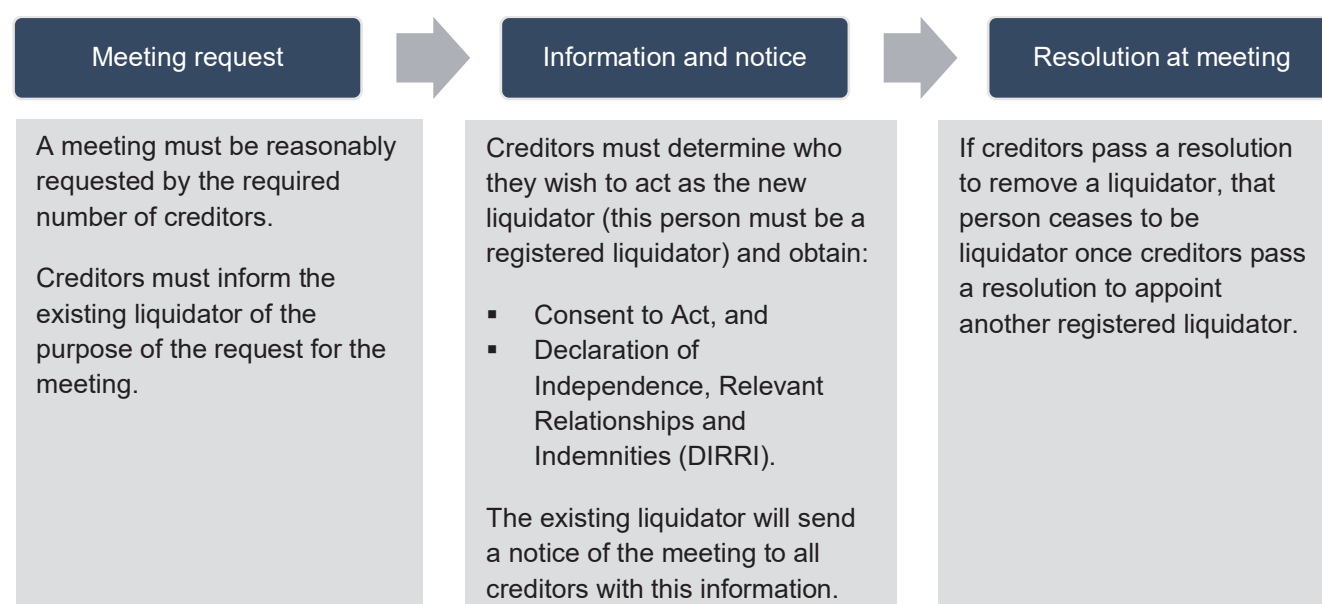 Meeting request
Information and notice
Resolution at meeting
A meeting must be reasonably
requested by the required
number of creditors.
Creditors must inform the
existing liquidator of the
purpose of the request for the
meeting.
Creditors must determine who
they wish to act as the new
liquidator (this person must be a
registered liquidator) and obtain:
▪ Consent to Act, and
▪ Declaration of
Independence, Relevant
Relationships and
Indemnities (DIRRI).
The existing liquidator will send
a notice of the meeting to all
creditors with this information.
If creditors pass a resolution
to remove a liquidator, that
person ceases to be
liquidator once creditors pass
a resolution to appoint
another registered liquidator.